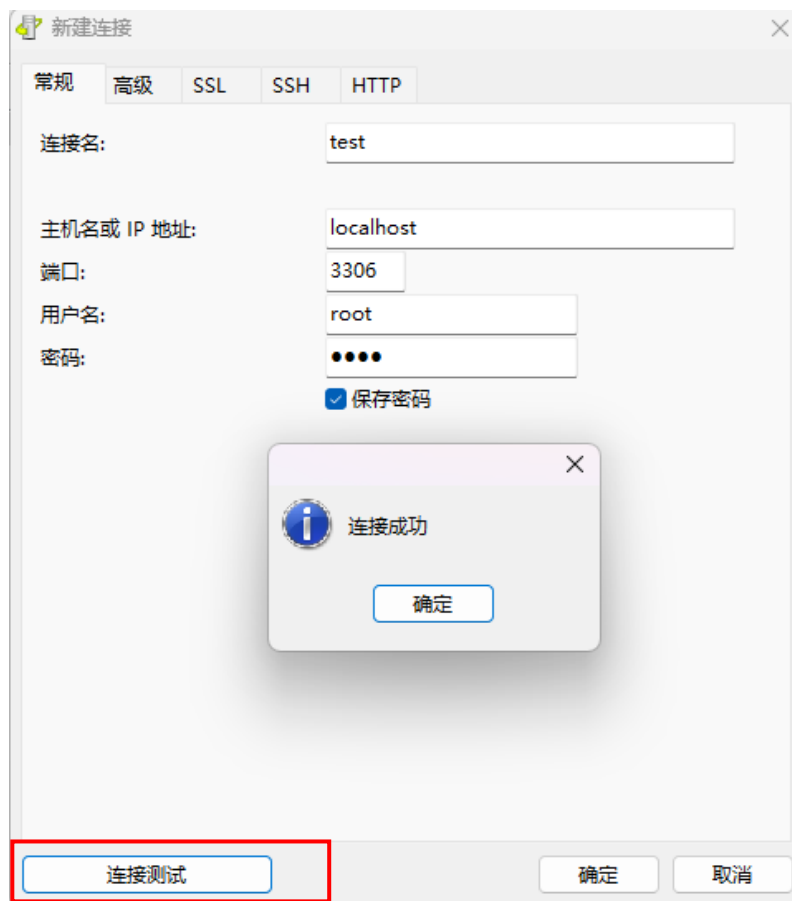 新建连接
常规 高级 SSL SSH HTTP
连接名: test
主机名或 IP 地址: localhost
端口: 3306
用户名: root
密码: ●●●●
保存密码
连接成功
确定
连接测试 确定 取消